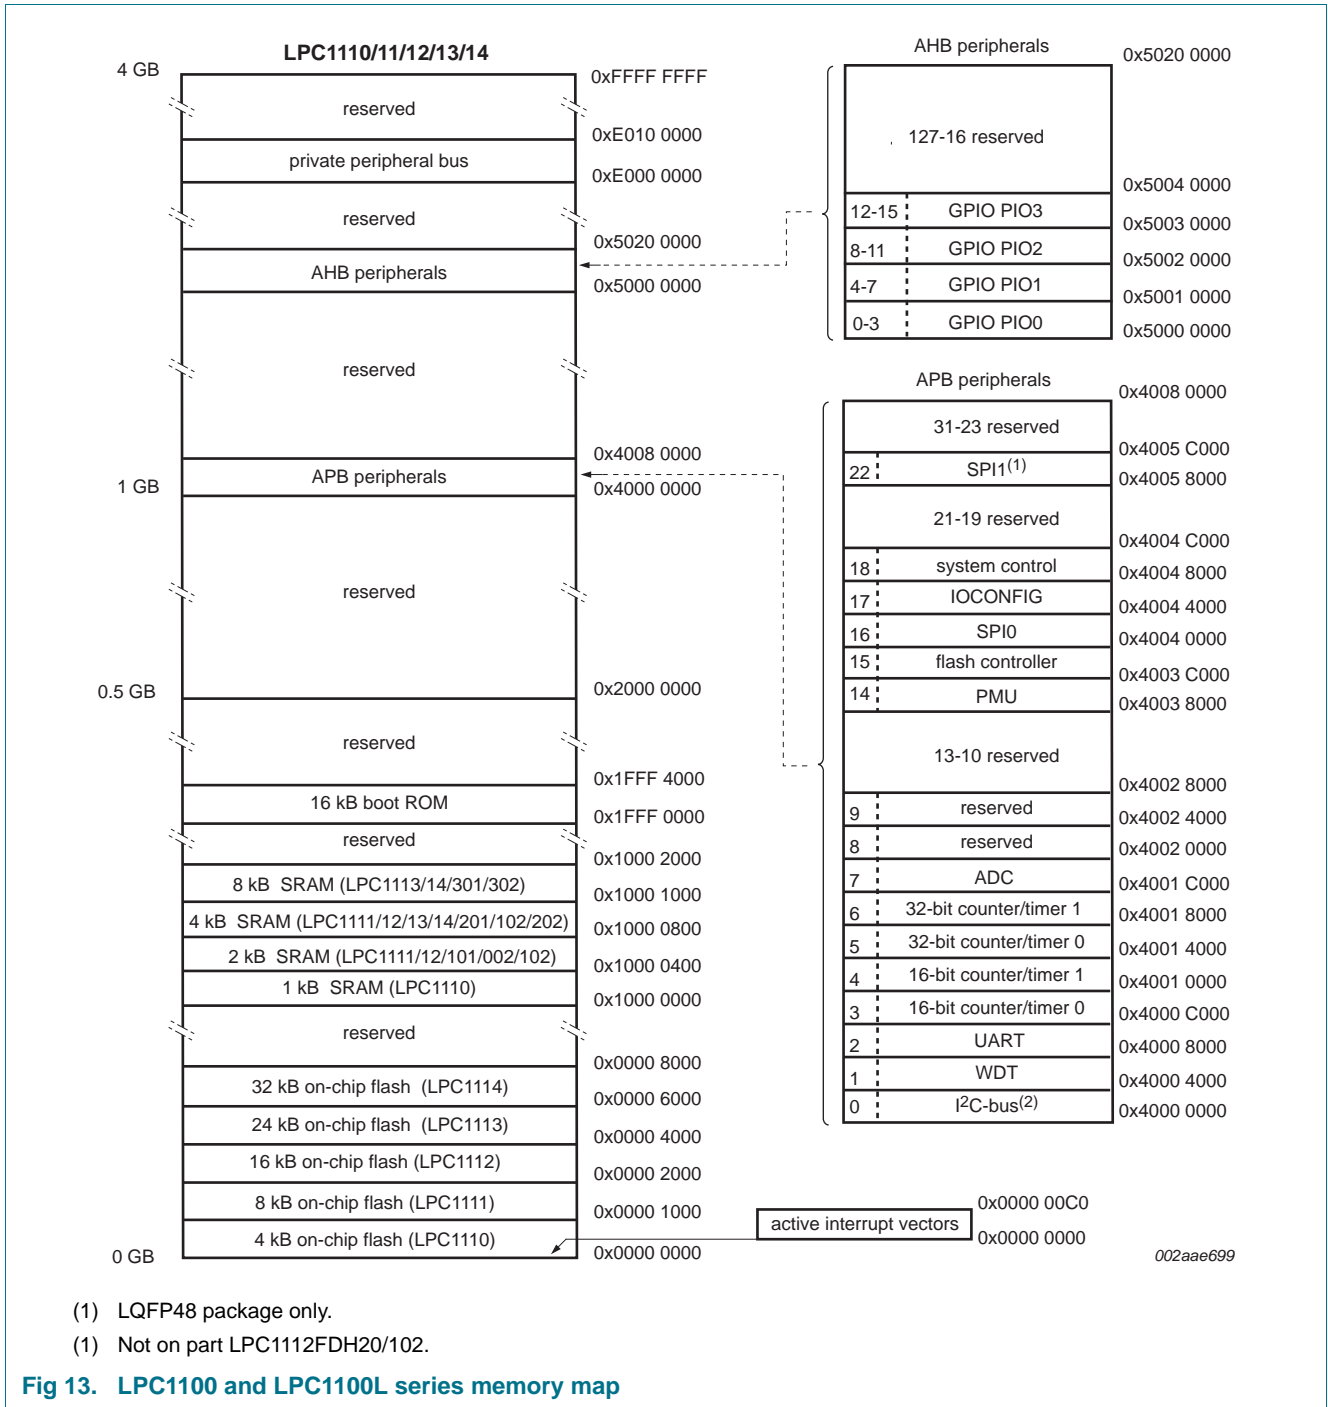 LPC1110/11/12/13/14
4 GB
0xFFFF FFFF
reserved
0xE010 0000
private peripheral bus
0xE000 0000
reserved
0x5020 0000
AHB peripherals
0x5000 0000
reserved
0x4008 0000
APB peripherals
1 GB
0x4000 0000
reserved
0.5 GB
0x2000 0000
reserved
0x1FFF 4000
16 kB boot ROM
0x1FFF 0000
reserved
0x1000 2000
8 kB SRAM (LPC1113/14/301/302)
0x1000 1000
4 kB SRAM (LPC1111/12/13/14/201/102/202)
0x1000 0800
2 kB SRAM (LPC1111/12/101/002/102)
0x1000 0400
1 kB SRAM (LPC1110)
0x1000 0000
reserved
0x0000 8000
32 kB on-chip flash (LPC1114)
0x0000 6000
24 kB on-chip flash (LPC1113)
0x0000 4000
16 kB on-chip flash (LPC1112)
0x0000 2000
8 kB on-chip flash (LPC1111)
0x0000 1000
4 kB on-chip flash (LPC1110)
0 GB
0x0000 0000
AHB peripherals
0x5020 0000
127-16 reserved
0x5004 0000
12-15 GPIO PIO3
0x5003 0000
8-11 GPIO PIO2
0x5002 0000
4-7 GPIO PIO1
0x5001 0000
0-3 GPIO PIO0
0x5000 0000
APB peripherals
0x4008 0000
31-23 reserved
0x4005 C000
22 SPI1(1)
0x4005 8000
21-19 reserved
0x4004 C000
18 system control
0x4004 8000
17 IOCONFIG
0x4004 4000
16 SPI0
0x4004 0000
15 flash controller
0x4003 C000
14 PMU
0x4003 8000
13-10 reserved
0x4002 8000
9 reserved
0x4002 4000
8 reserved
0x4002 0000
7 ADC
0x4001 C000
6 32-bit counter/timer 1
0x4001 8000
5 32-bit counter/timer 0
0x4001 4000
4 16-bit counter/timer 1
0x4001 0000
3 16-bit counter/timer 0
0x4000 C000
2 UART
0x4000 8000
1 WDT
0x4000 4000
0 I2C-bus(2)
0x4000 0000
0x0000 00C0
active interrupt vectors
0x0000 0000
002aae699
(1) LQFP48 package only.
(1) Not on part LPC1112FDH20/102.
Fig 13. LPC1100 and LPC1100L series memory map